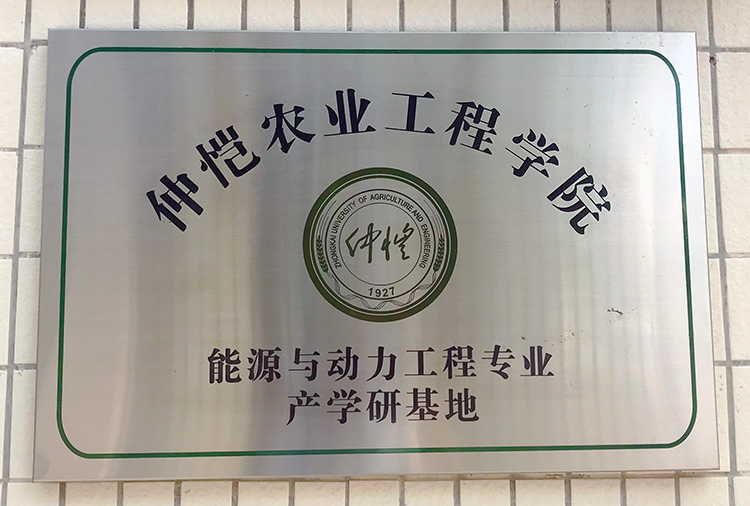 仲恺农业工程学院
ZHONGKAI UNIVERSITY OF AGRICULTURE AND ENGINEERING
仲恺
1927
能源与动力工程专业
产学研基地